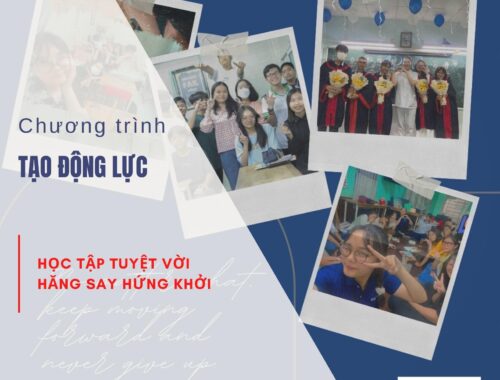 Chương trình
TẠO ĐỘNG LỰC
HỌC TẬP TUYỆT VỜI
HĂNG SAY HỨNG KHỞI
keep moving
forward and
never give up